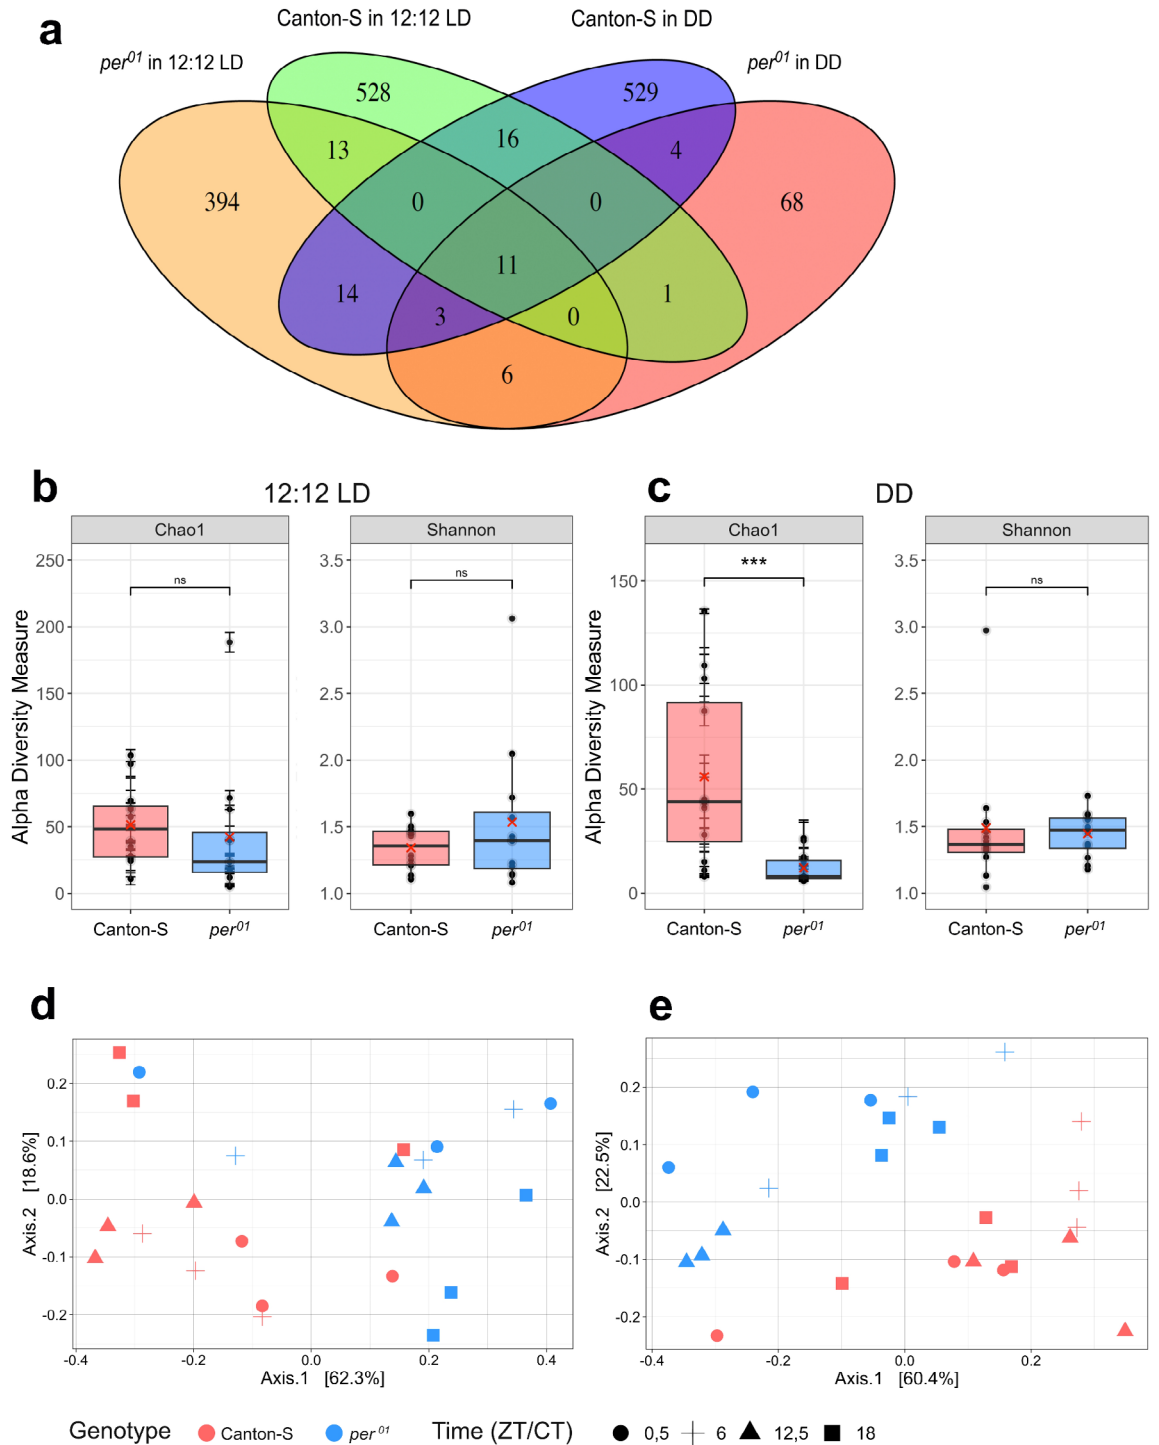 a
Canton-S in 12:12 LD
Canton-S in DD
per01 in 12:12 LD
per01 in DD
528
529
13
16
4
394
0
0
68
11
14
3
0
1
6
b
12:12 LD
c
DD
Chao1
Shannon
Chao1
Shannon
Alpha Diversity Measure
250
200
150
100
50
0
ns
Canton-S
per01
3.5
3.0
2.5
2.0
1.5
1.0
ns
Canton-S
per01
Alpha Diversity Measure
150
100
50
0
***
Canton-S
per01
3.5
3.0
2.5
2.0
1.5
1.0
ns
Canton-S
per01
d
Axis.2 [18.6%]
0.2
0.1
0.0
-0.1
-0.2
-0.4
-0.2
0.0
0.2
0.4
Axis.1 [62.3%]
e
Axis.2 [22.5%]
0.2
0.1
0.0
-0.1
-0.2
-0.4
-0.2
0.0
0.2
Axis.1 [60.4%]
Genotype Canton-S per01 Time (ZT/CT) 0,5 6 12,5 18